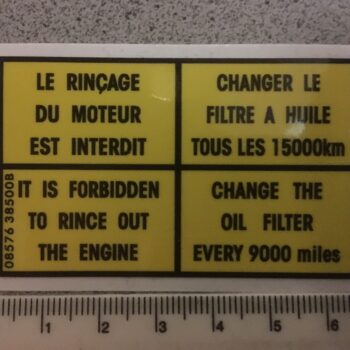 LE RINÇAGE
DU MOTEUR
EST INTERDIT
CHANGER LE
FILTRE A HUILE
TOUS LES 15000km
IT IS FORBIDDEN
TO RINCE OUT
THE ENGINE
CHANGE THE
OIL FILTER
EVERY 9000 miles
08576 38500B
1 2 3 4 5 6